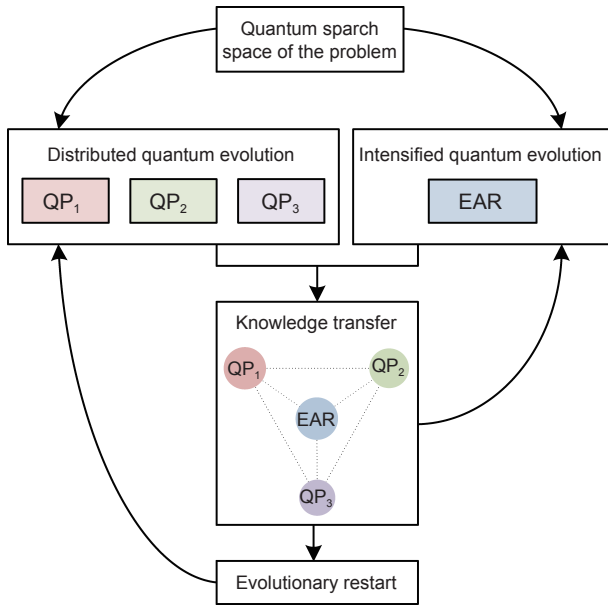 Quantum sparch
space of the problem
Distributed quantum evolution
QP₁ QP₂ QP₃
Intensified quantum evolution
EAR
Knowledge transfer
QP₁ QP₂
EAR
QP₃
Evolutionary restart